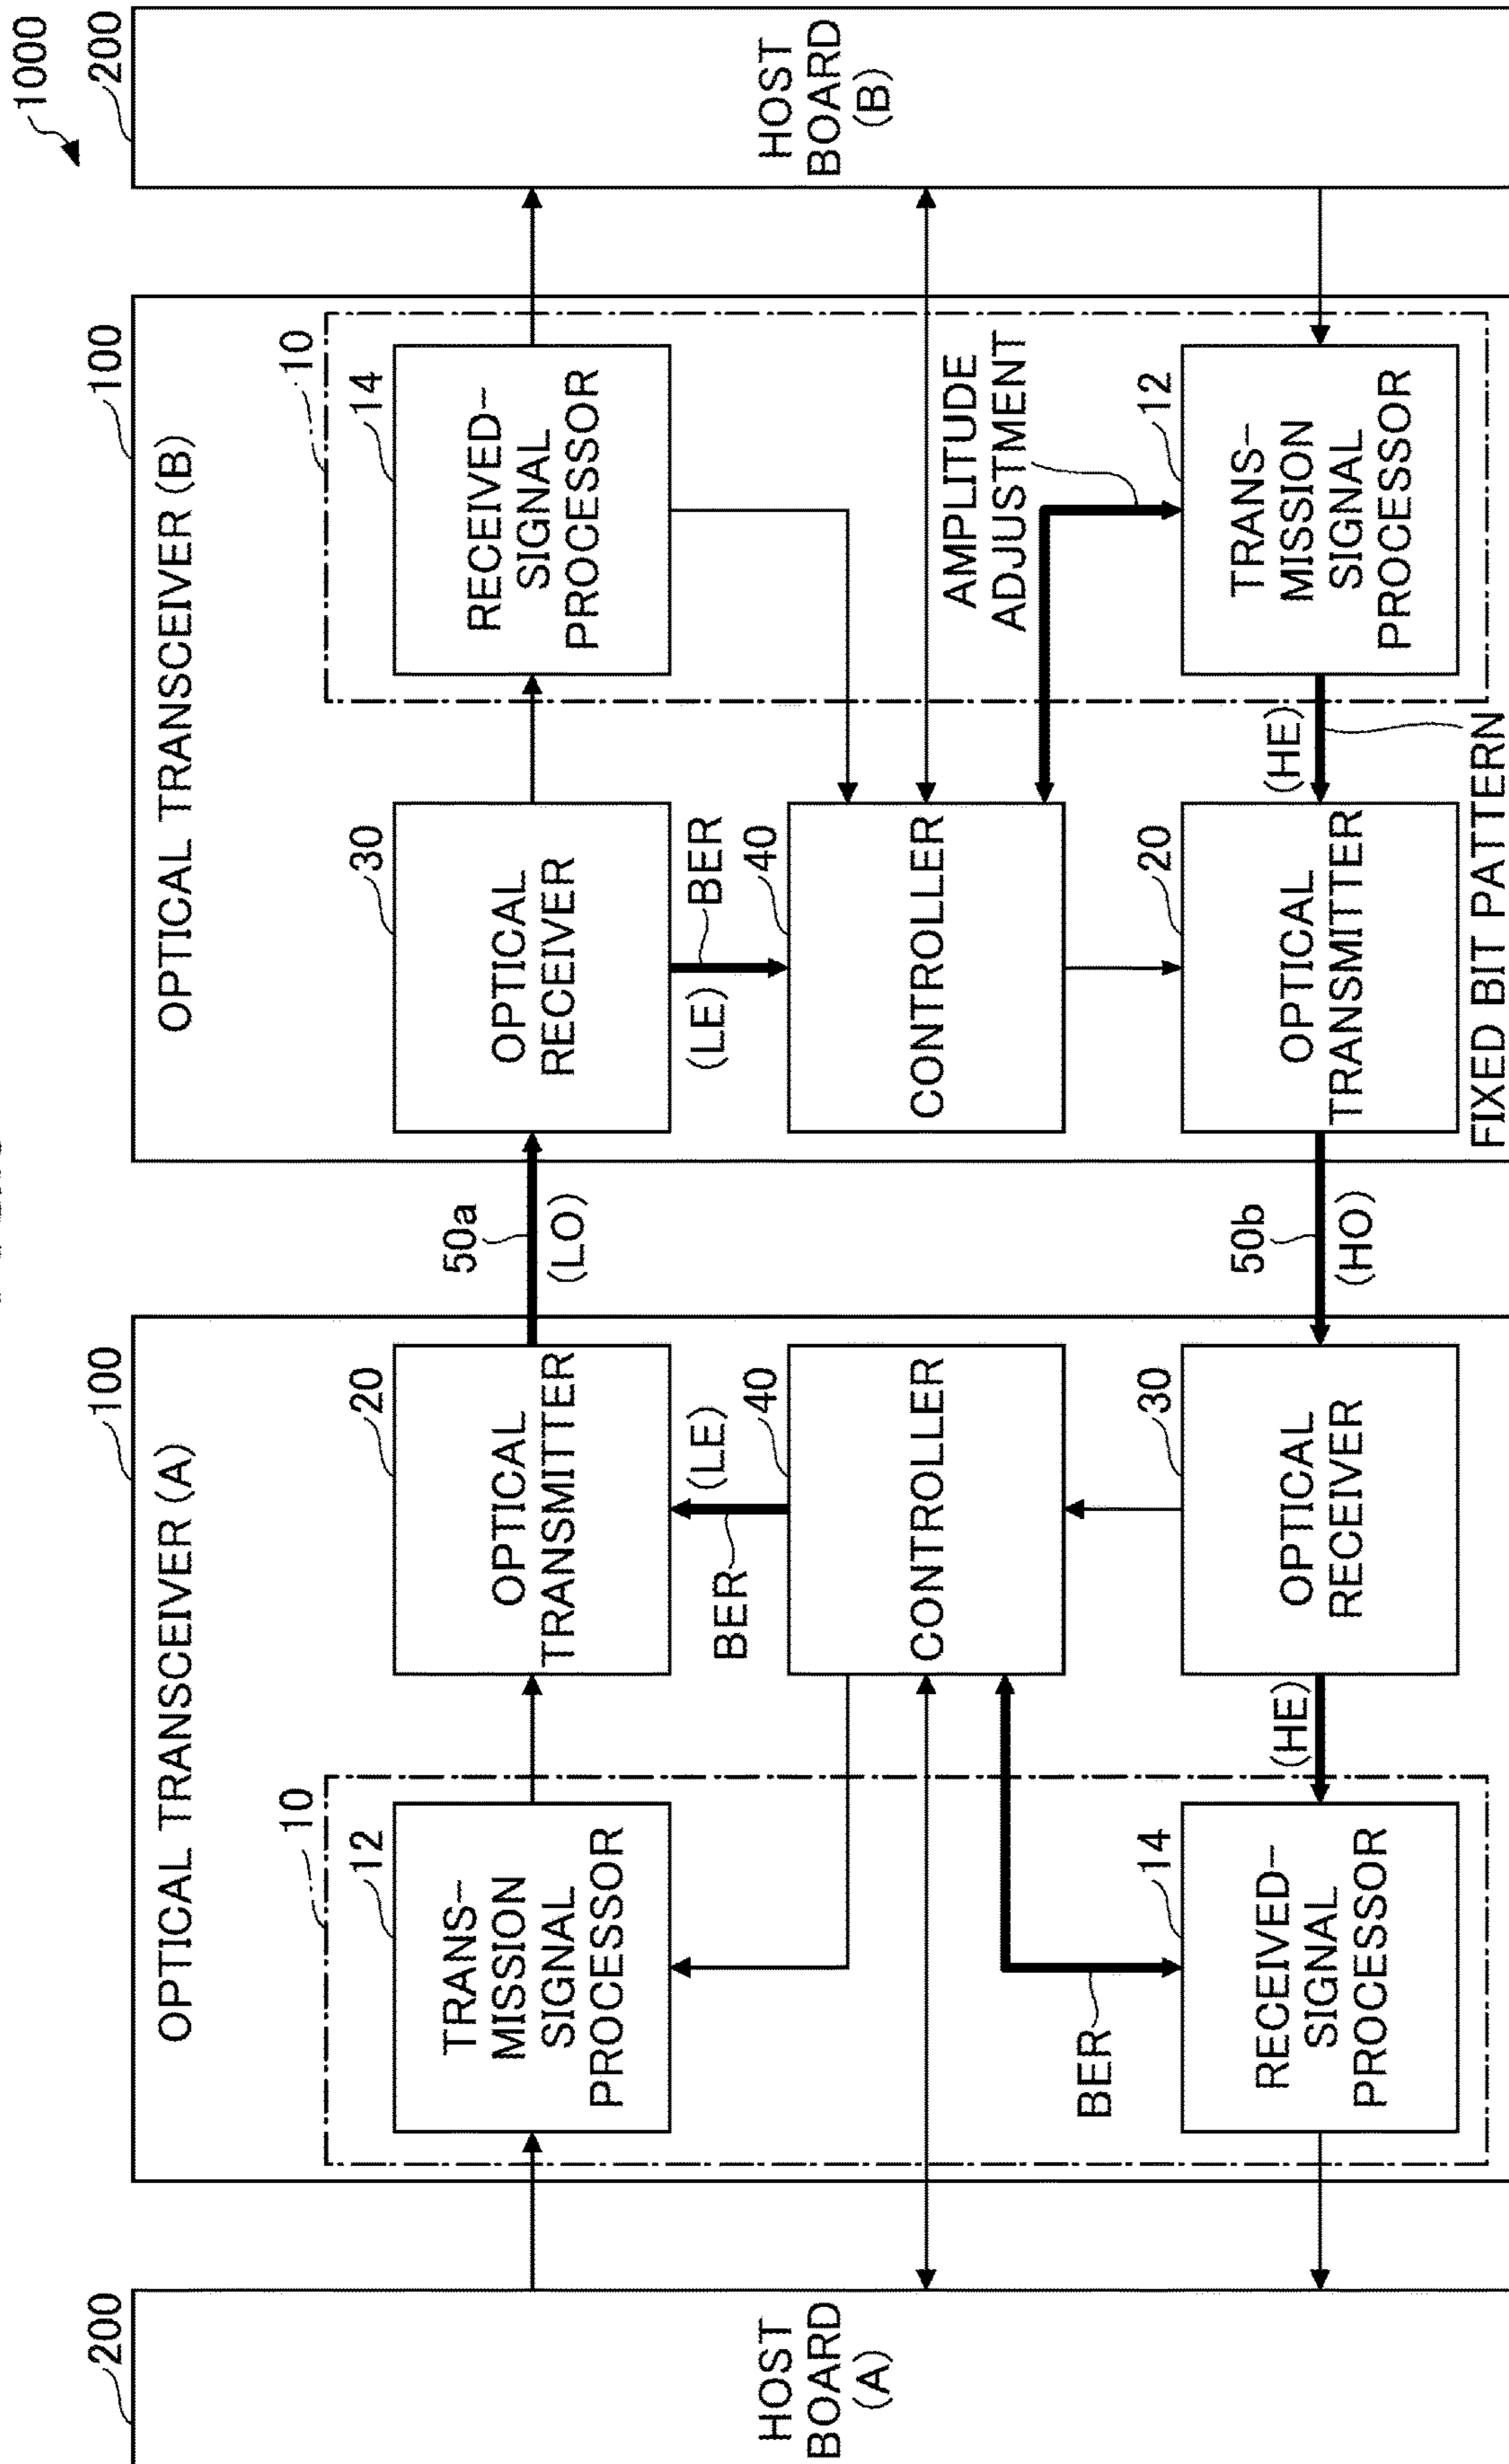 1000
200
HOST
BOARD
(A)
100
OPTICAL TRANSCEIVER (A)
10
12
TRANS-
MISSION
SIGNAL
PROCESSOR
20
OPTICAL
TRANSMITTER
BER
(LE)
40
CONTROLLER
BER
14
RECEIVED-
SIGNAL
PROCESSOR
(HE)
30
OPTICAL
RECEIVER
50a
(LO)
50b
(HO)
100
OPTICAL TRANSCEIVER (B)
30
OPTICAL
RECEIVER
10
14
RECEIVED-
SIGNAL
PROCESSOR
(LE)
BER
40
CONTROLLER
AMPLITUDE
ADJUSTMENT
20
OPTICAL
TRANSMITTER
(HE)
12
TRANS-
MISSION
SIGNAL
PROCESSOR
FIXED BIT PATTERN
200
HOST
BOARD
(B)